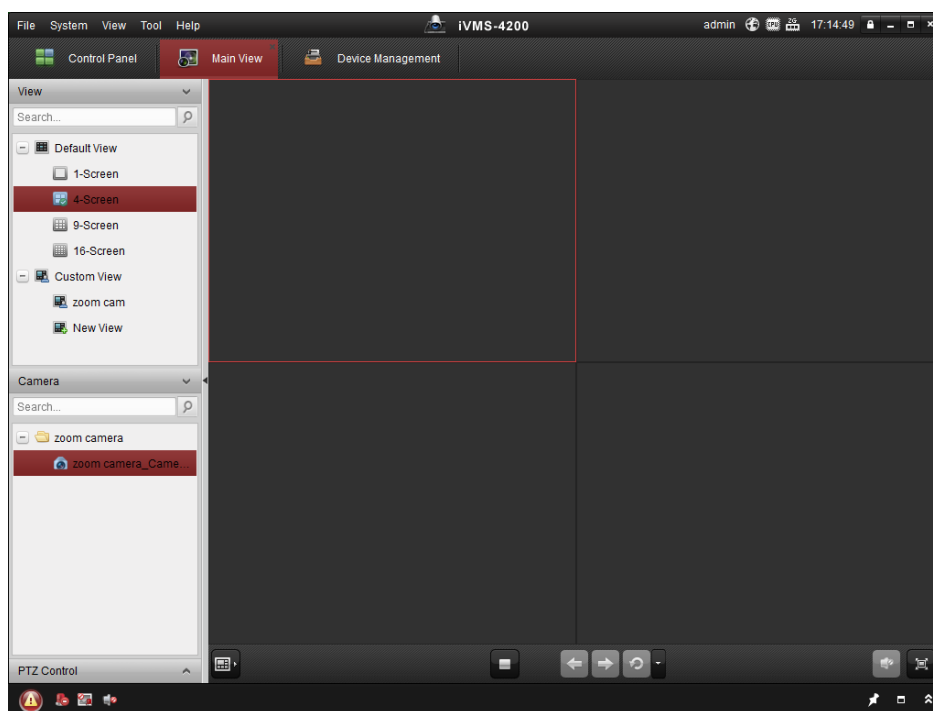 File System View Tool Help iVMS-4200 admin CPU 2G 17:14:49
Control Panel Main View Device Management
View
Search...
Default View
1-Screen
4-Screen
9-Screen
16-Screen
Custom View
zoom cam
New View
Camera
Search...
zoom camera
zoom camera_Came...
PTZ Control